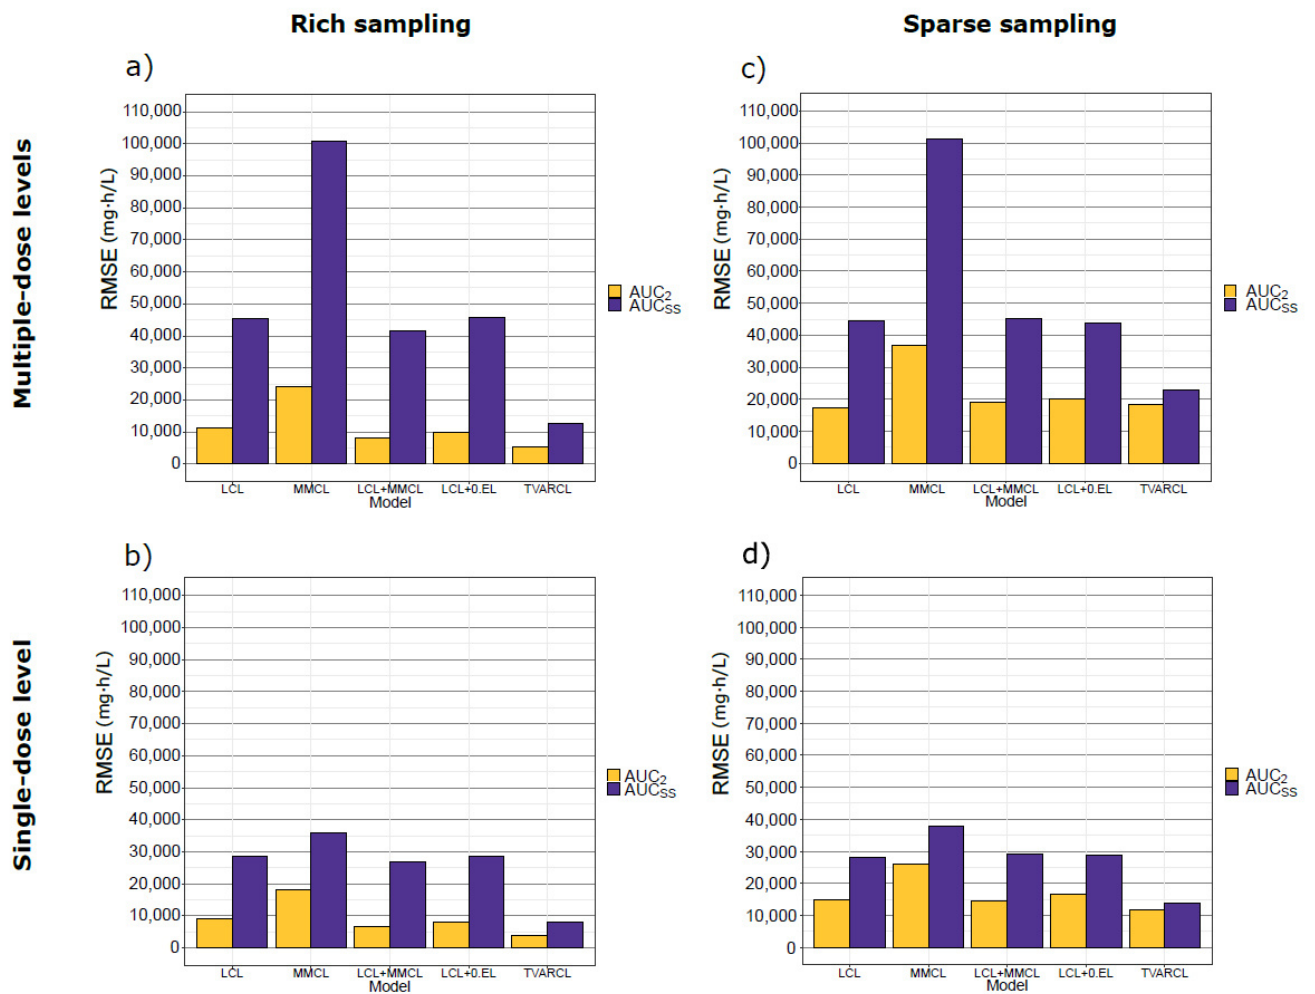 Rich sampling
Sparse sampling
Multiple-dose levels
Single-dose level
a)
RMSE (mg·h/L)
110,000
100,000
90,000
80,000
70,000
60,000
50,000
40,000
30,000
20,000
10,000
0
LCL MMCL LCL+MMCL LCL+0.EL TVARCL
Model
AUC2
AUCSS
c)
RMSE (mg·h/L)
110,000
100,000
90,000
80,000
70,000
60,000
50,000
40,000
30,000
20,000
10,000
0
LCL MMCL LCL+MMCL LCL+0.EL TVARCL
Model
AUC2
AUCSS
b)
RMSE (mg·h/L)
110,000
100,000
90,000
80,000
70,000
60,000
50,000
40,000
30,000
20,000
10,000
0
LCL MMCL LCL+MMCL LCL+0.EL TVARCL
Model
AUC2
AUCSS
d)
RMSE (mg·h/L)
110,000
100,000
90,000
80,000
70,000
60,000
50,000
40,000
30,000
20,000
10,000
0
LCL MMCL LCL+MMCL LCL+0.EL TVARCL
Model
AUC2
AUCSS